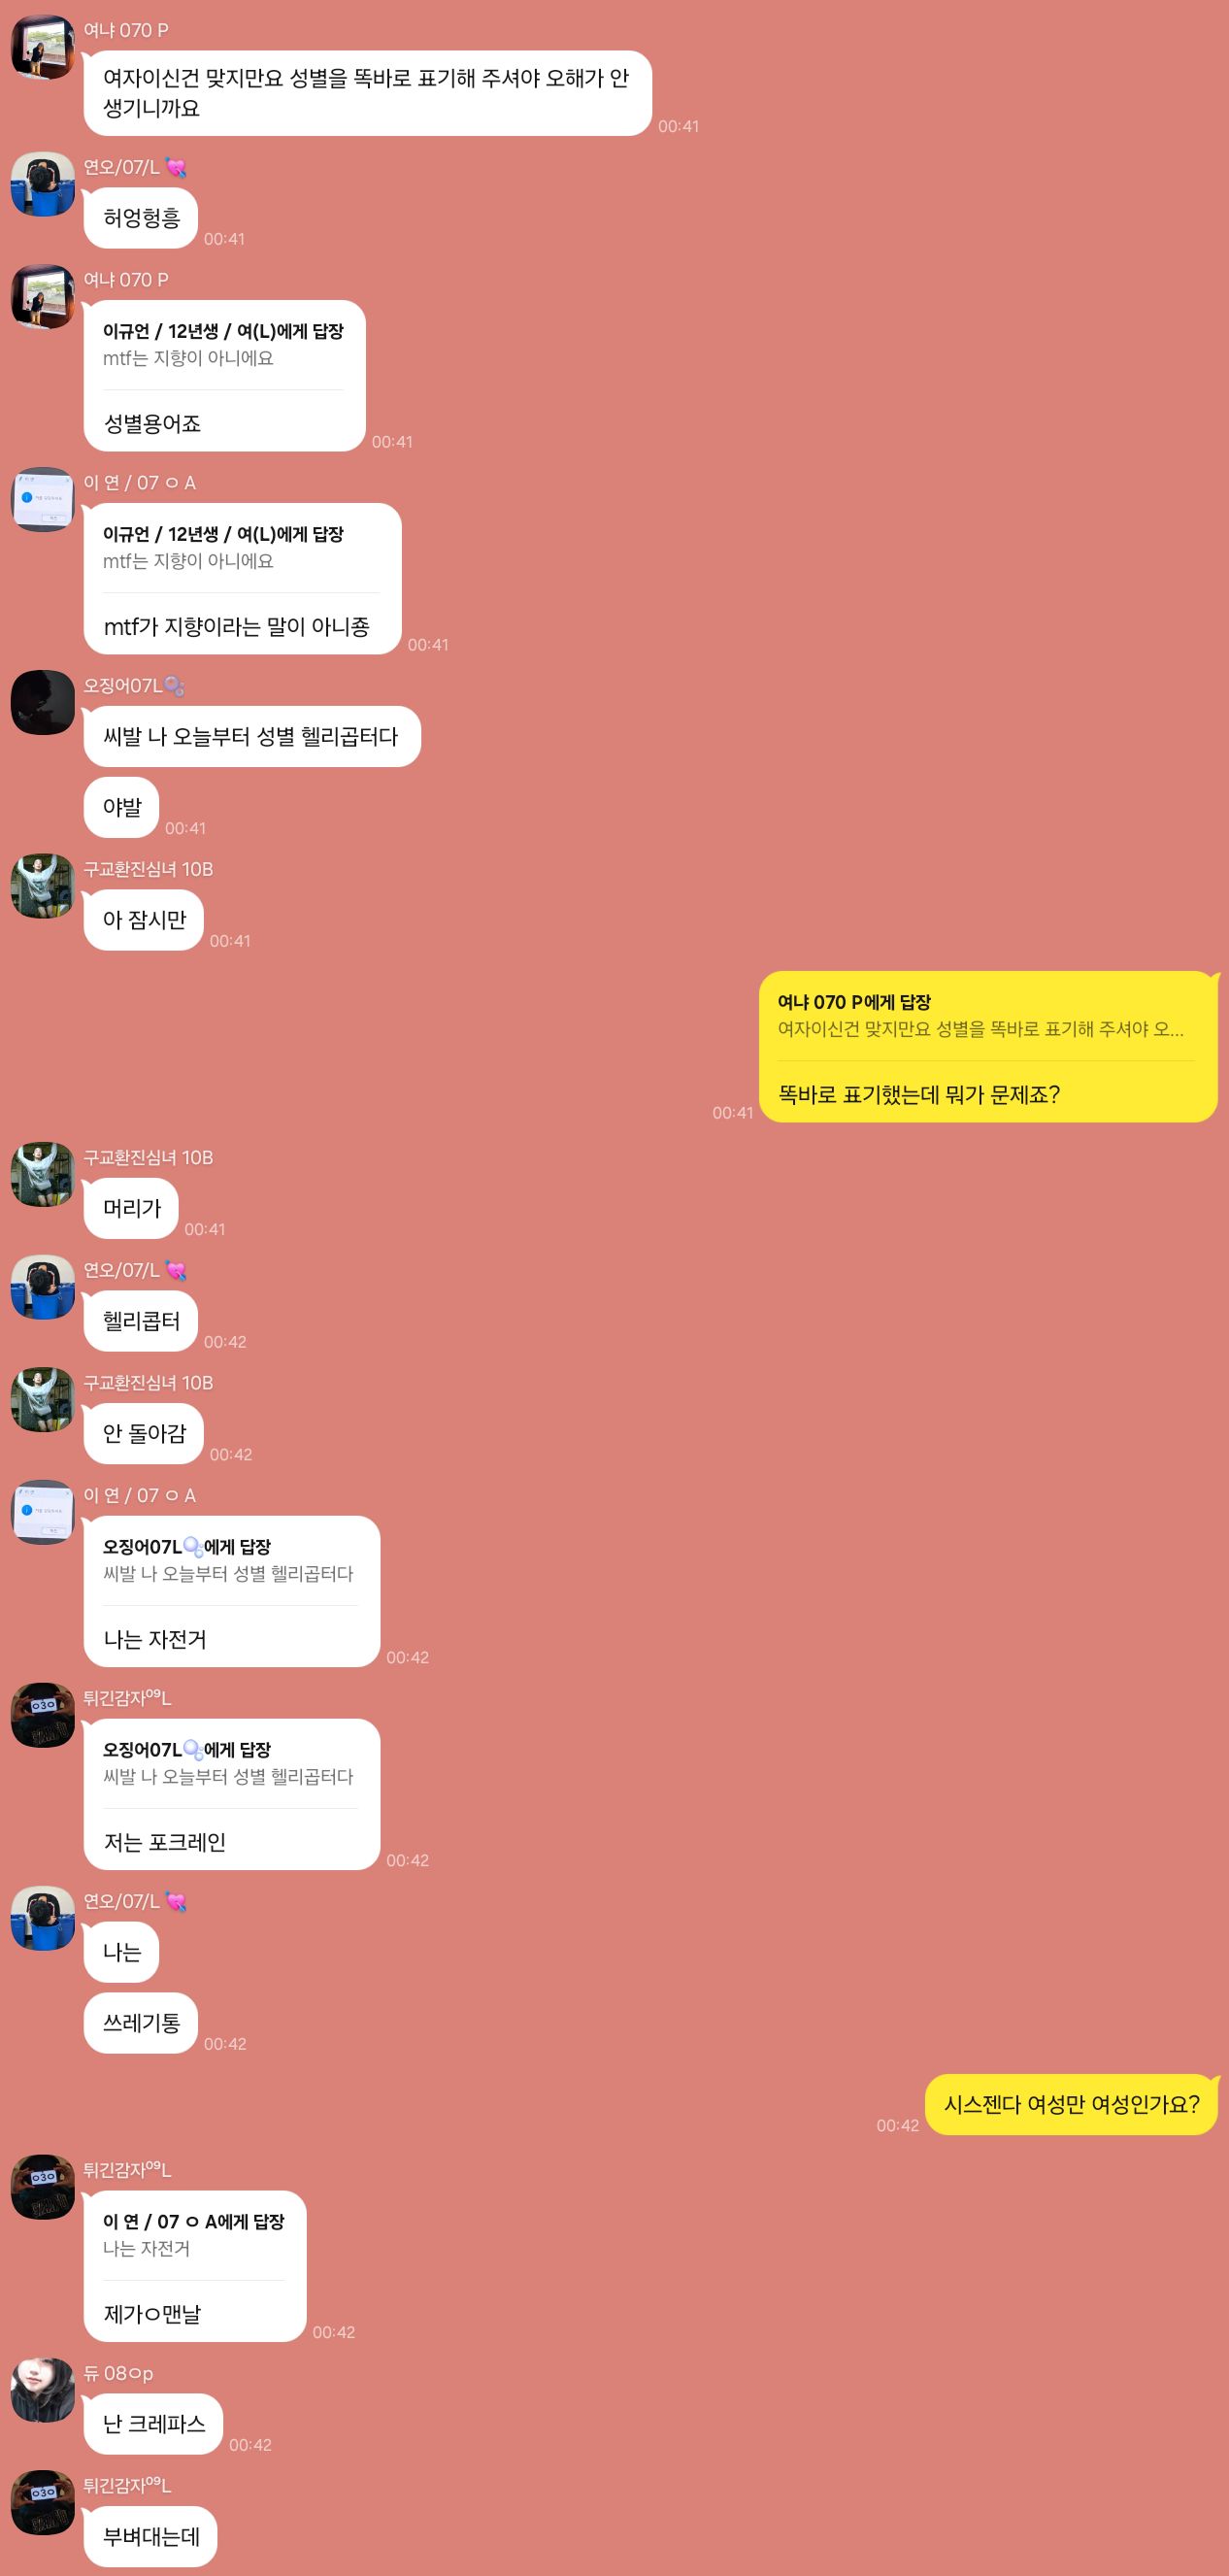 여냐 070 P
여자이신건 맞지만요 성별을 똑바로 표기해 주셔야 오해가 안
생기니까요
00:41
연오/07/L 💘
허엉헝흥
00:41
여냐 070 P
이규언 / 12년생 / 여(L)에게 답장
mtf는 지향이 아니에요
성별용어죠
00:41
이 연 / 07 ㅇ A
이규언 / 12년생 / 여(L)에게 답장
mtf는 지향이 아니에요
mtf가 지향이라는 말이 아니죵
00:41
오징어07L🫧
씨발 나 오늘부터 성별 헬리곱터다
야발
00:41
구교환진심녀 10B
아 잠시만
00:41
여냐 070 P에게 답장
여자이신건 맞지만요 성별을 똑바로 표기해 주셔야 오...
똑바로 표기했는데 뭐가 문제죠?
00:41
구교환진심녀 10B
머리가
00:41
연오/07/L 💘
헬리콥터
00:42
구교환진심녀 10B
안 돌아감
00:42
이 연 / 07 ㅇ A
오징어07L🫧에게 답장
씨발 나 오늘부터 성별 헬리곱터다
나는 자전거
00:42
튀긴감자⁰⁹L
오징어07L🫧에게 답장
씨발 나 오늘부터 성별 헬리곱터다
저는 포크레인
00:42
연오/07/L 💘
나는
쓰레기통
00:42
시스젠다 여성만 여성인가요?
00:42
튀긴감자⁰⁹L
이 연 / 07 ㅇ A에게 답장
나는 자전거
제가ㅇ맨날
00:42
듀 08ㅇp
난 크레파스
00:42
튀긴감자⁰⁹L
부벼대는데